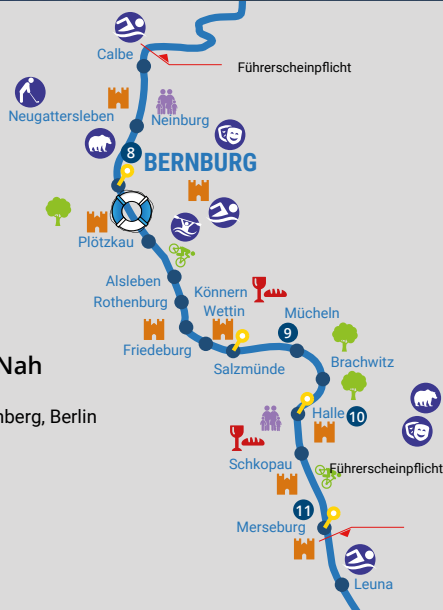 Calbe
Führerscheinpflicht
Neugattersleben
Neinburg
8
BERNBURG
Plötzkau
Alsleben
Rothenburg
Könnern
Wettin
Mücheln
9
Friedeburg
Salzmünde
Brachwitz
Nah
nberg, Berlin
Halle 10
Schkopau
Führerscheinpflicht
11
Merseburg
Leuna